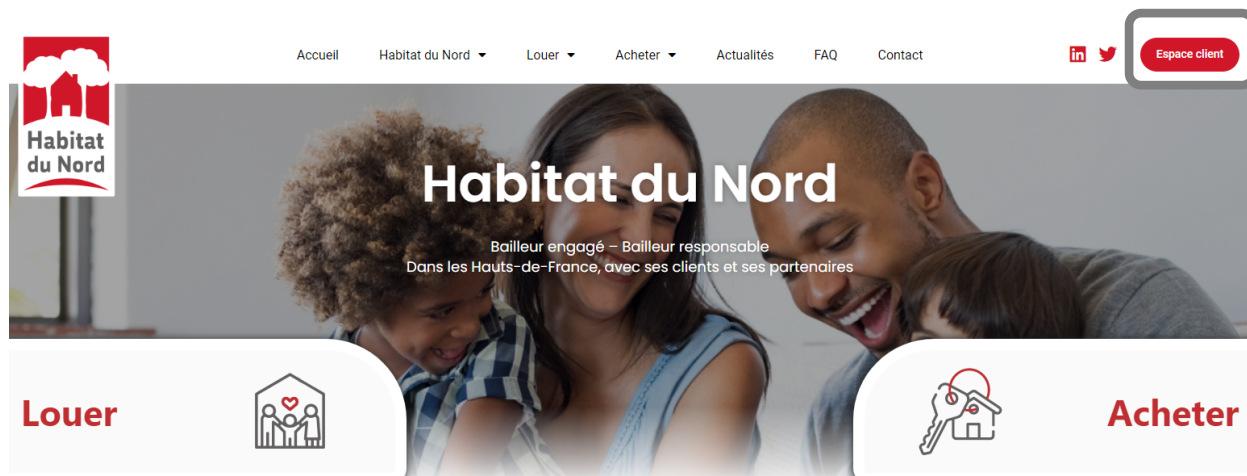 Accueil Habitat du Nord Louer Acheter Actualités FAQ Contact in Espace client
Habitat
du Nord
Habitat du Nord
Bailleur engagé – Bailleur responsable
Dans les Hauts-de-France, avec ses clients et ses partenaires
Louer
Acheter